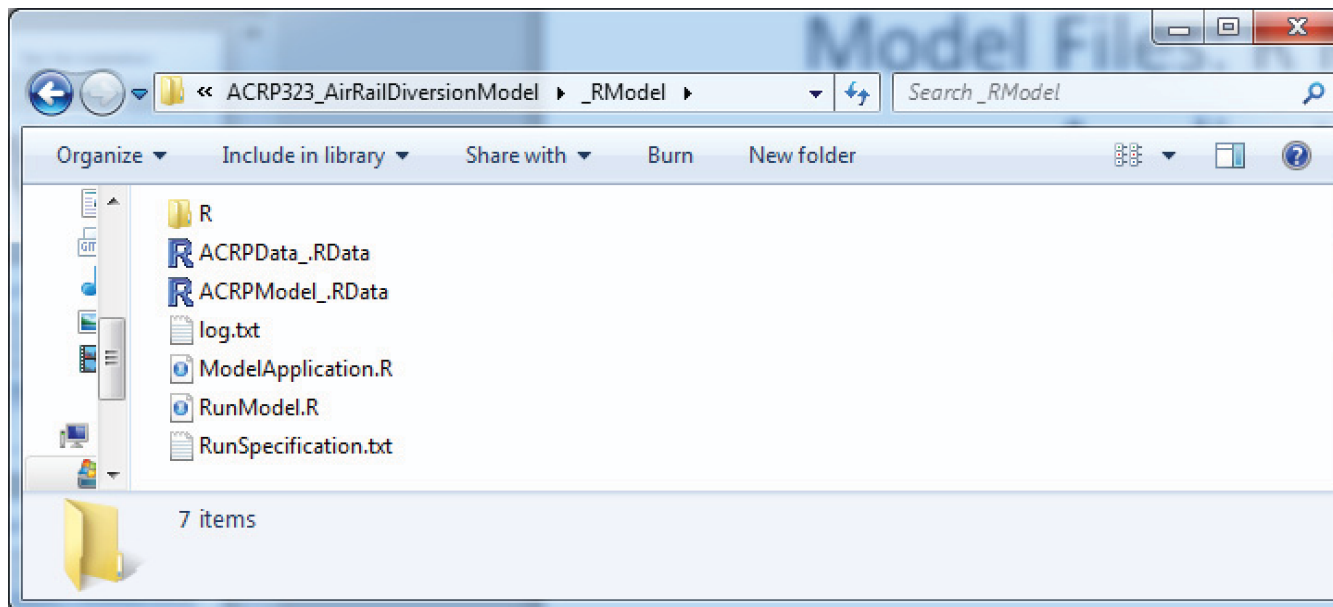 Model Files: R
« ACRP323_AirRailDiversionModel ▸ _RModel ▸ Search _RModel
Organize Include in library Share with Burn New folder
R
ACRPData_.RData
ACRPModel_.RData
log.txt
ModelApplication.R
RunModel.R
RunSpecification.txt
7 items